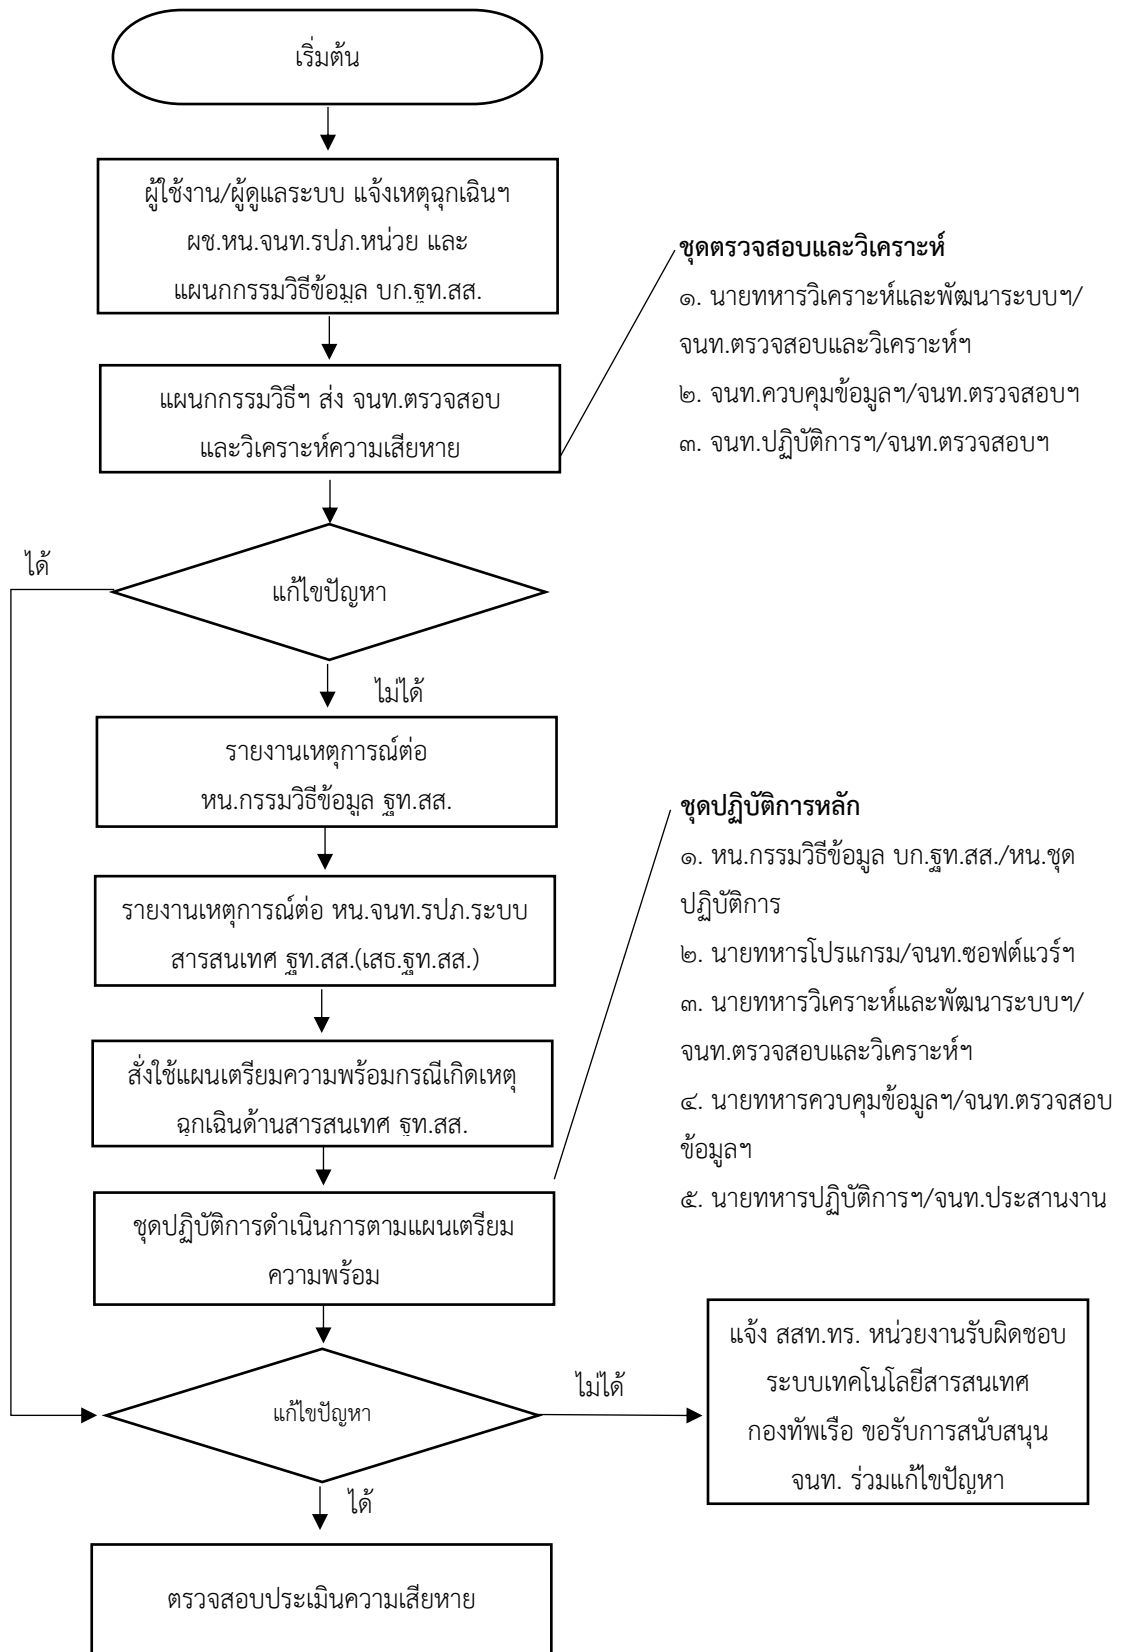 เริ่มต้น
ผู้ใช้งาน/ผู้ดูแลระบบ แจ้งเหตุฉุกเฉินฯ
ผช.หน.จนท.รปภ.หน่วย และ
แผนกกรรมวิธีข้อมูล บก.ฐท.สส.
ชุดตรวจสอบและวิเคราะห์
๑. นายทหารวิเคราะห์และพัฒนาระบบฯ/
จนท.ตรวจสอบและวิเคราะห์ฯ
๒. จนท.ควบคุมข้อมูลฯ/จนท.ตรวจสอบฯ
๓. จนท.ปฏิบัติการฯ/จนท.ตรวจสอบฯ
แผนกกรรมวิธีฯ ส่ง จนท.ตรวจสอบ
และวิเคราะห์ความเสียหาย
ได้
แก้ไขปัญหา
ไม่ได้
รายงานเหตุการณ์ต่อ
หน.กรรมวิธีข้อมูล ฐท.สส.
รายงานเหตุการณ์ต่อ หน.จนท.รปภ.ระบบ
สารสนเทศ ฐท.สส.(เสธ.ฐท.สส.)
สั่งใช้แผนเตรียมความพร้อมกรณีเกิดเหตุ
ฉุกเฉินด้านสารสนเทศ ฐท.สส.
ชุดปฏิบัติการหลัก
๑. หน.กรรมวิธีข้อมูล บก.ฐท.สส./หน.ชุด
ปฏิบัติการ
๒. นายทหารโปรแกรม/จนท.ซอฟต์แวร์ฯ
๓. นายทหารวิเคราะห์และพัฒนาระบบฯ/
จนท.ตรวจสอบและวิเคราะห์ฯ
๔. นายทหารควบคุมข้อมูลฯ/จนท.ตรวจสอบ
ข้อมูลฯ
๕. นายทหารปฏิบัติการฯ/จนท.ประสานงาน
ชุดปฏิบัติการดำเนินการตามแผนเตรียม
ความพร้อม
แก้ไขปัญหา
ไม่ได้
แจ้ง สสท.ทร. หน่วยงานรับผิดชอบ
ระบบเทคโนโลยีสารสนเทศ
กองทัพเรือ ขอรับการสนับสนุน
จนท. ร่วมแก้ไขปัญหา
ได้
ตรวจสอบประเมินความเสียหาย